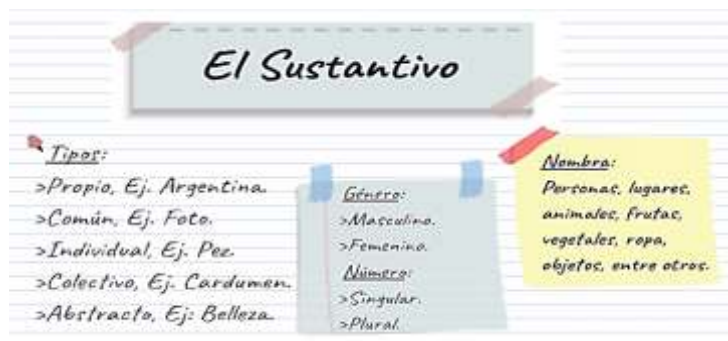 El Sustantivo
Tipos:
>Propio, Ej. Argentina.
>Común, Ej. Foto.
>Individual, Ej. Pez.
>Colectivo, Ej. Cardumen.
>Abstracto, Ej: Belleza.
Género:
>Masculino.
>Femenino.
Número:
>Singular.
>Plural.
Nombra:
Personas, lugares,
animales, frutas,
vegetales, ropa,
objetos, entre otros.